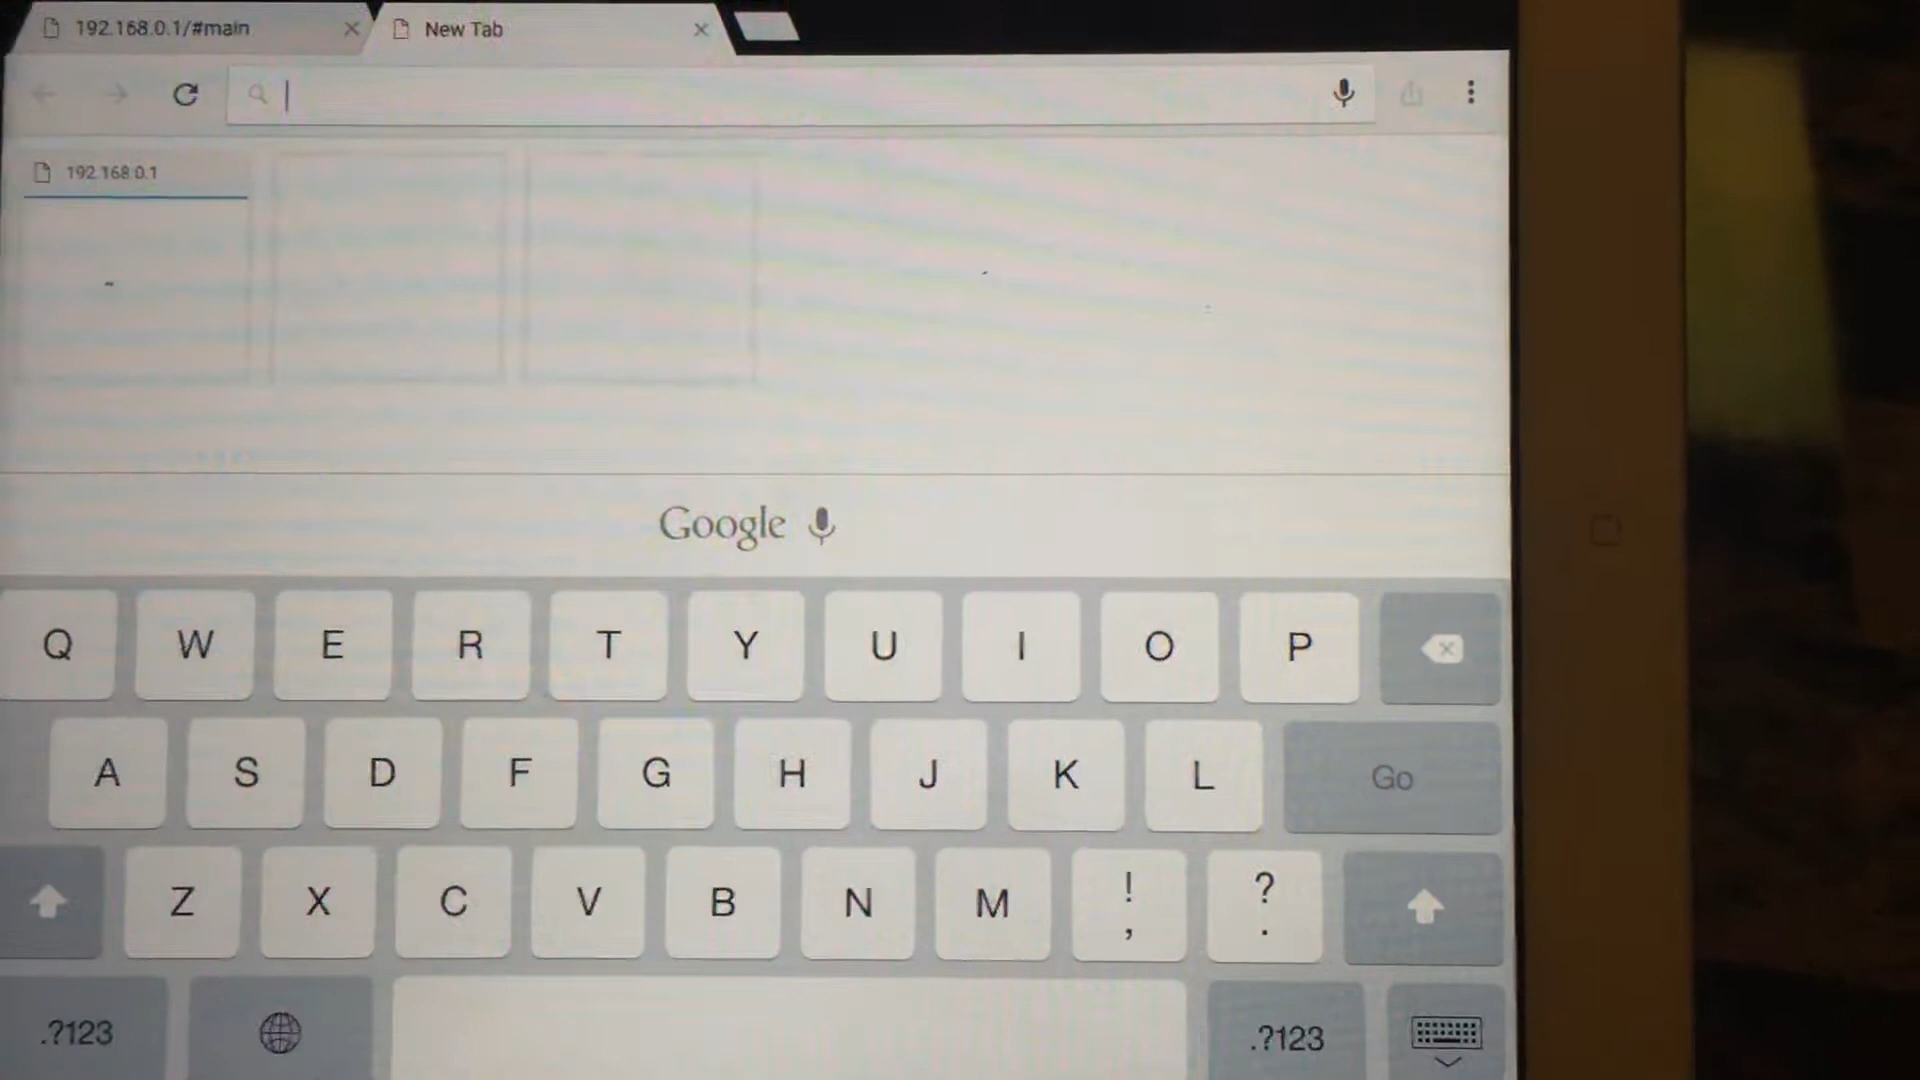 192.168.0.1/#main
New Tab
192.168.0.1
Google
Q W E R T Y U I O P
A S D F G H J K L Go
Z X C V B N M ! , ? .
.?123 .?123